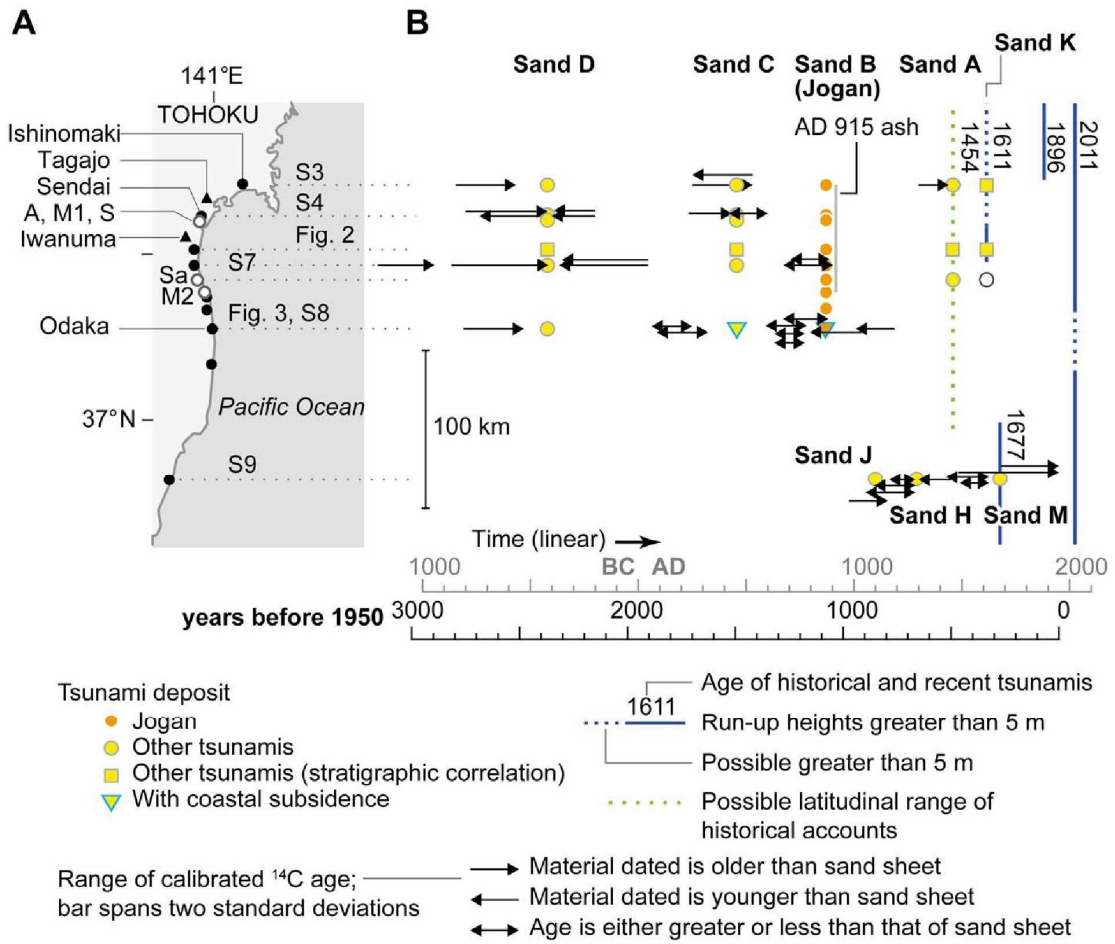 A
B
141°E
TOHOKU
Ishinomaki
Tagajo
Sendai
A, M1, S
Iwanuma
Sa
M2
Odaka
37°N
S3
S4
Fig. 2
S7
Fig. 3, S8
S9
Pacific Ocean
100 km
Sand D
Sand C
Sand B
(Jogan)
Sand A
Sand K
AD 915 ash
1454
1611
1896
2011
1677
Sand J
Sand H
Sand M
Time (linear)
1000
BC
AD
1000
2000
years before 1950
3000
2000
1000
0
Tsunami deposit
Jogan
Other tsunamis
Other tsunamis (stratigraphic correlation)
With coastal subsidence
1611
Age of historical and recent tsunamis
Run-up heights greater than 5 m
Possible greater than 5 m
Possible latitudinal range of
historical accounts
Range of calibrated ¹⁴C age;
bar spans two standard deviations
Material dated is older than sand sheet
Material dated is younger than sand sheet
Age is either greater or less than that of sand sheet